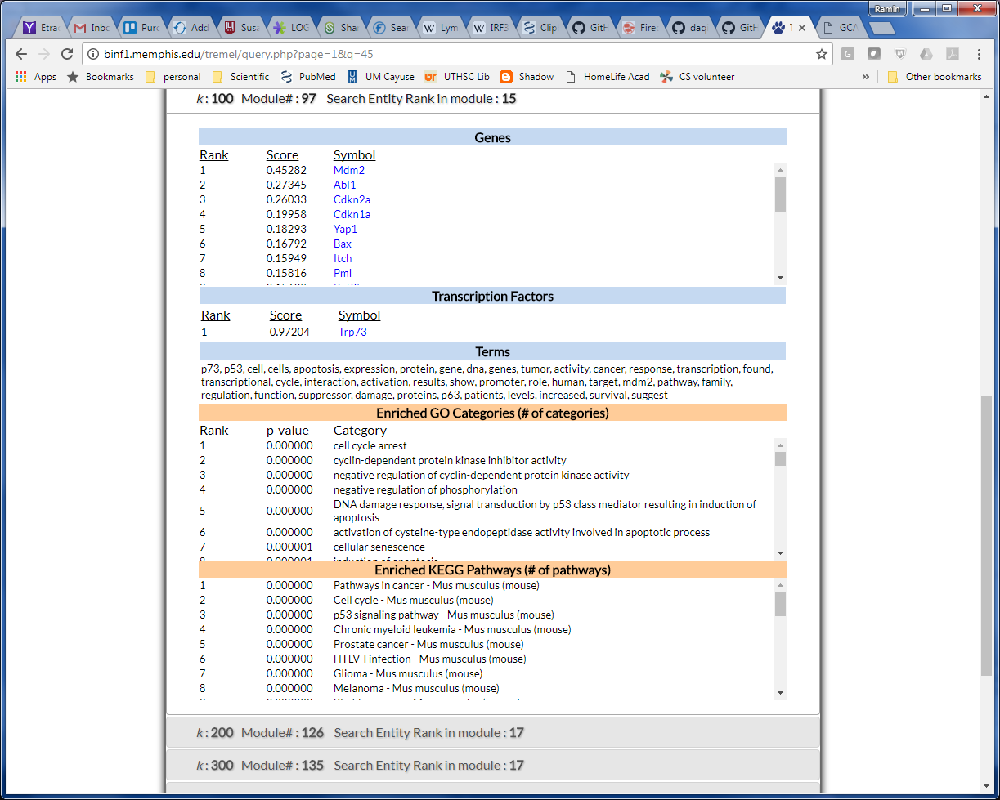 Ramin
Etrac Inbo Purc Add Susa LOG Shar Sear Lym IRF3 Clip GitH Firec daq GitH T GCA
binf1.memphis.edu/tremel/query.php?page=1&q=45
Apps Bookmarks personal Scientific PubMed UM Cayuse UTHSC Lib Shadow HomeLife Acad CS volunteer » Other bookmarks
k : 100 Module# : 97 Search Entity Rank in module : 15
Genes
Rank Score Symbol
1 0.45282 Mdm2
2 0.27345 Abl1
3 0.26033 Cdkn2a
4 0.19958 Cdkn1a
5 0.18293 Yap1
6 0.16792 Bax
7 0.15949 Itch
8 0.15816 Pml
Transcription Factors
Rank Score Symbol
1 0.97204 Trp73
Terms
p73, p53, cell, cells, apoptosis, expression, protein, gene, dna, genes, tumor, activity, cancer, response, transcription, found,
transcriptional, cycle, interaction, activation, results, show, promoter, role, human, target, mdm2, pathway, family,
regulation, function, suppressor, damage, proteins, p63, patients, levels, increased, survival, suggest
Enriched GO Categories (# of categories)
Rank p-value Category
1 0.000000 cell cycle arrest
2 0.000000 cyclin-dependent protein kinase inhibitor activity
3 0.000000 negative regulation of cyclin-dependent protein kinase activity
4 0.000000 negative regulation of phosphorylation
5 0.000000 DNA damage response, signal transduction by p53 class mediator resulting in induction of
apoptosis
6 0.000000 activation of cysteine-type endopeptidase activity involved in apoptotic process
7 0.000001 cellular senescence
8 0.000001 induction of apoptosis
Enriched KEGG Pathways (# of pathways)
1 0.000000 Pathways in cancer - Mus musculus (mouse)
2 0.000000 Cell cycle - Mus musculus (mouse)
3 0.000000 p53 signaling pathway - Mus musculus (mouse)
4 0.000000 Chronic myeloid leukemia - Mus musculus (mouse)
5 0.000000 Prostate cancer - Mus musculus (mouse)
6 0.000000 HTLV-I infection - Mus musculus (mouse)
7 0.000000 Glioma - Mus musculus (mouse)
8 0.000000 Melanoma - Mus musculus (mouse)
k : 200 Module# : 126 Search Entity Rank in module : 17
k : 300 Module# : 135 Search Entity Rank in module : 17